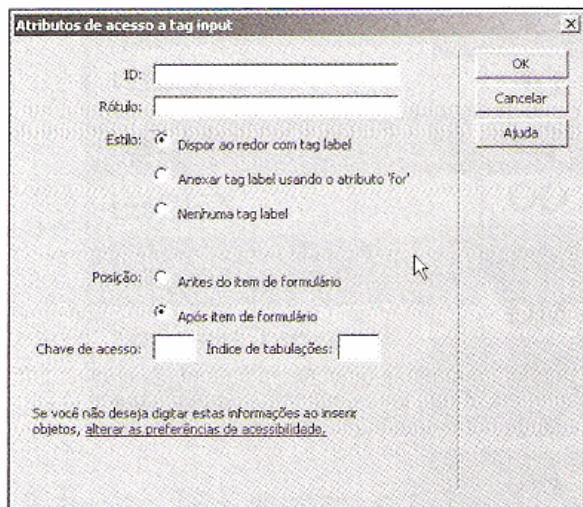 Atributos de acesso a tag input
ID:
OK
Rótulo:
Cancelar
Estilo:
Dispor ao redor com tag label
Ajuda
Anexar tag label usando o atributo 'for'
Nenhuma tag label
Posição:
Antes do item de formulário
Após item de formulário
Chave de acesso:
Índice de tabulações:
Se você não deseja digitar estas informações ao inserir
objetos, alterar as preferências de acessibilidade.